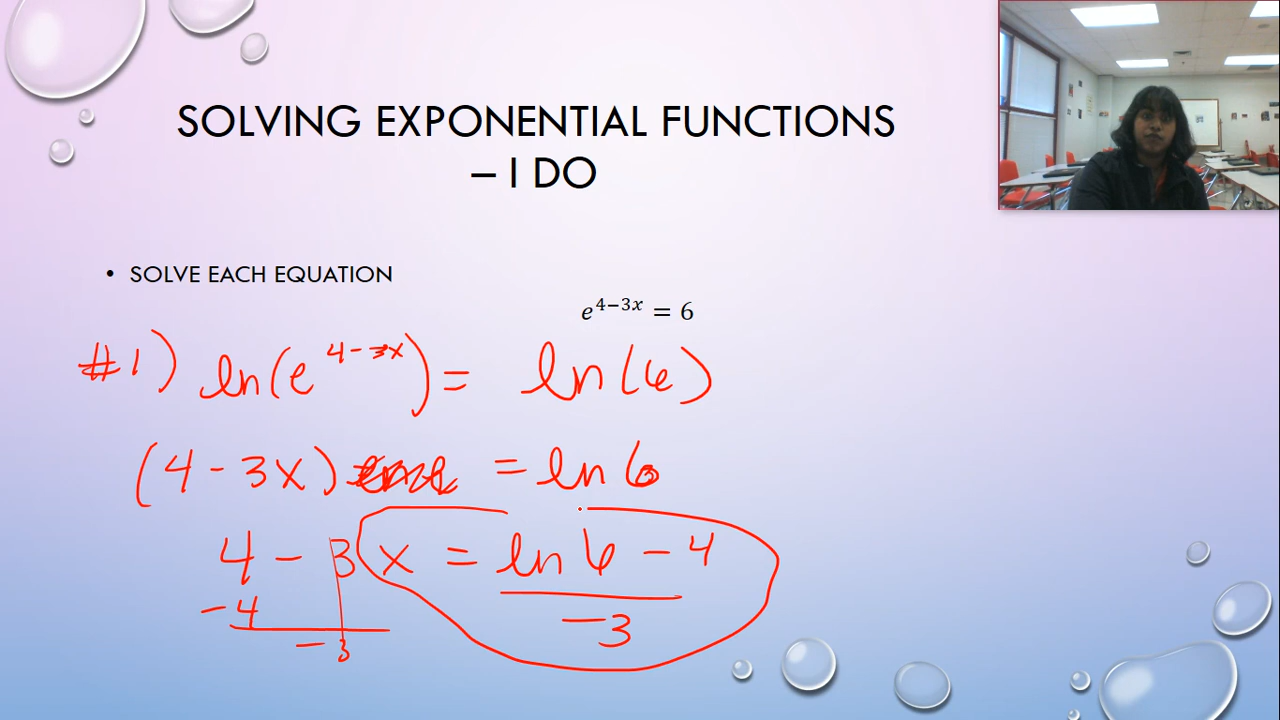 SOLVING EXPONENTIAL FUNCTIONS
– I DO
• SOLVE EACH EQUATION
e^{4−3x} = 6
#1) ln(e^{4-3x}) = ln(6)
(4-3x) = ln 6
4 - 3x = ln 6 - 4
-4
-3
-3